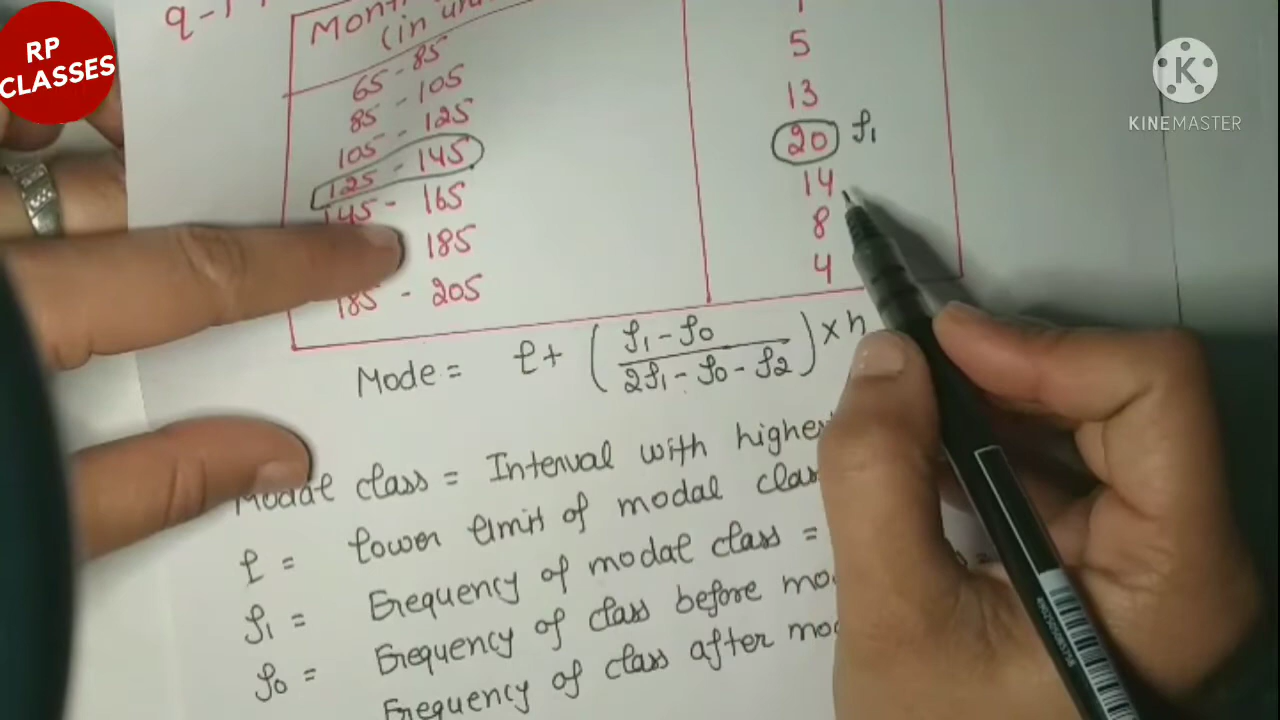 RP
CLASSES
KINEMASTER
q-1
(in
65-85
5
85-105
13
105-125
20 f1
125-145
14
145-165
8
185
4
185-205
Mode = l + ( f1 - f0 / 2f1 - f0 - f2 ) × h
Modal class = Interval with
l = lower limit of modal
f1 = Frequency of modal class =
f0 = Frequency of class before
Frequency of class after